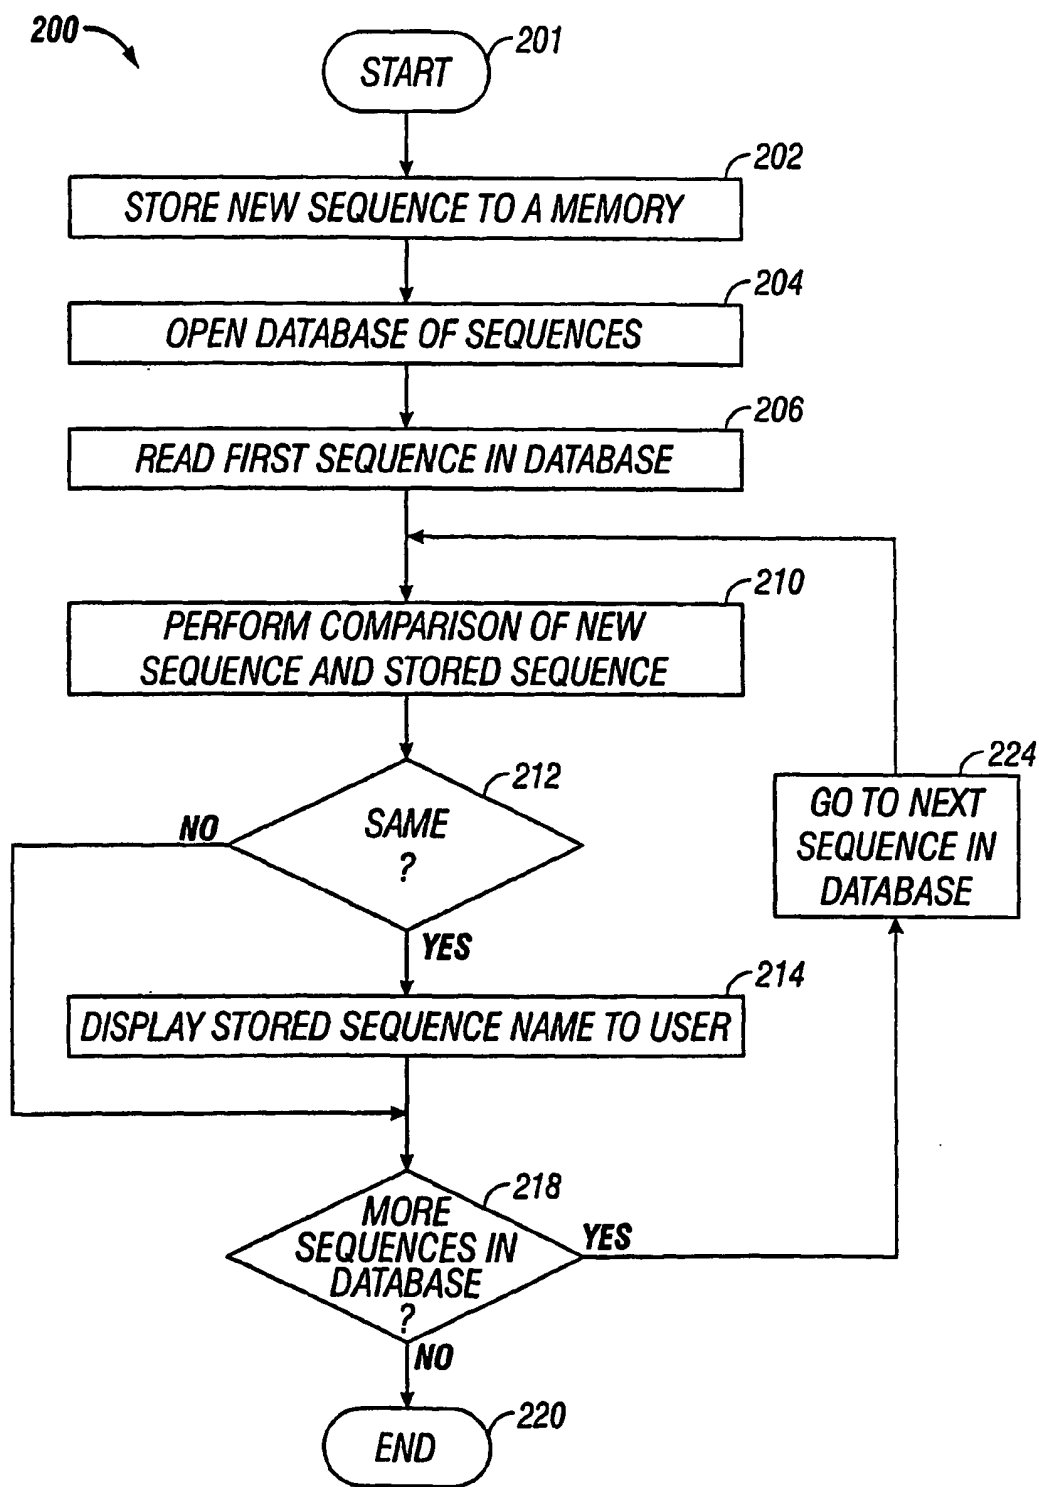 200
START
201
STORE NEW SEQUENCE TO A MEMORY
202
OPEN DATABASE OF SEQUENCES
204
READ FIRST SEQUENCE IN DATABASE
206
PERFORM COMPARISON OF NEW
SEQUENCE AND STORED SEQUENCE
210
SAME
?
212
NO
YES
GO TO NEXT
SEQUENCE IN
DATABASE
224
DISPLAY STORED SEQUENCE NAME TO USER
214
MORE
SEQUENCES IN
DATABASE
?
218
YES
NO
END
220